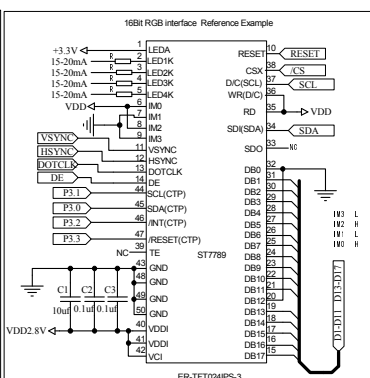 16Bit RGB interface Reference Example
+3.3V 1 LEDA
15-20mA R 2 LED1K
15-20mA R 3 LED2K
15-20mA R 4 LED3K
15-20mA R 5 LED4K
VDD 6 IM0
7 IM1
8 IM2
9 IM3
VSYNC 11 VSYNC
HSYNC 12 HSYNC
DOTCLK 13 DOTCLK
DE 14 DE
P3.1 44 SCL(CTP)
P3.0 45 SDA(CTP)
P3.2 46 /INT(CTP)
P3.3 47 /RESET(CTP)
NC 39 TE
43 GND
48 GND
49 GND
50 GND
C1 C2 C3
10uf 0.1uf 0.1uf
VDD2.8V 40 VDDI
41 VDDI
42 VCI
ST7789
RESET 10 RESET
CSX 38 /CS
D/C(SCL) 37 SCL
WR(D/C) 36
RD 35 VDD
SDI(SDA) 34 SDA
SDO 33 NC
DB0 32
DB1 31
DB2 30
DB3 29
DB4 28
DB5 27
DB6 26
DB7 25
DB8 24
DB9 23
DB10 22
DB11 21
DB12 20
DB13 19
DB14 18
DB15 17
DB16 16
DB17 15
IM3 L
IM2 H
IM1 L
IM0 H
D1-D11 D13-D17
ER-TFT024IPS-3